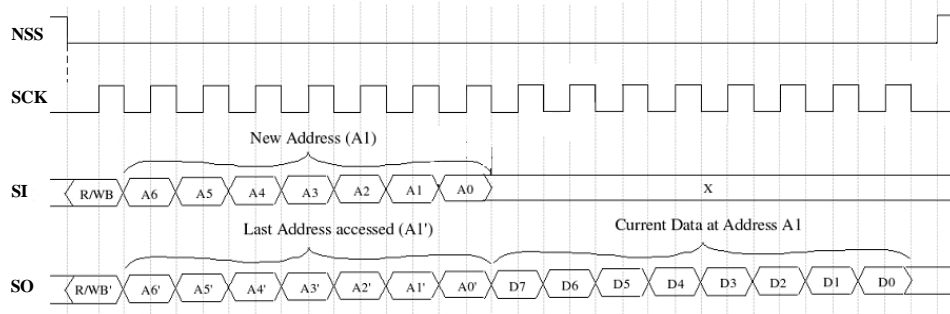 NSS
SCK
New Address (A1)
SI R/WB A6 A5 A4 A3 A2 A1 A0 X
Last Address accessed (A1') Current Data at Address A1
SO R/WB' A6' A5' A4' A3' A2' A1' A0' D7 D6 D5 D4 D3 D2 D1 D0